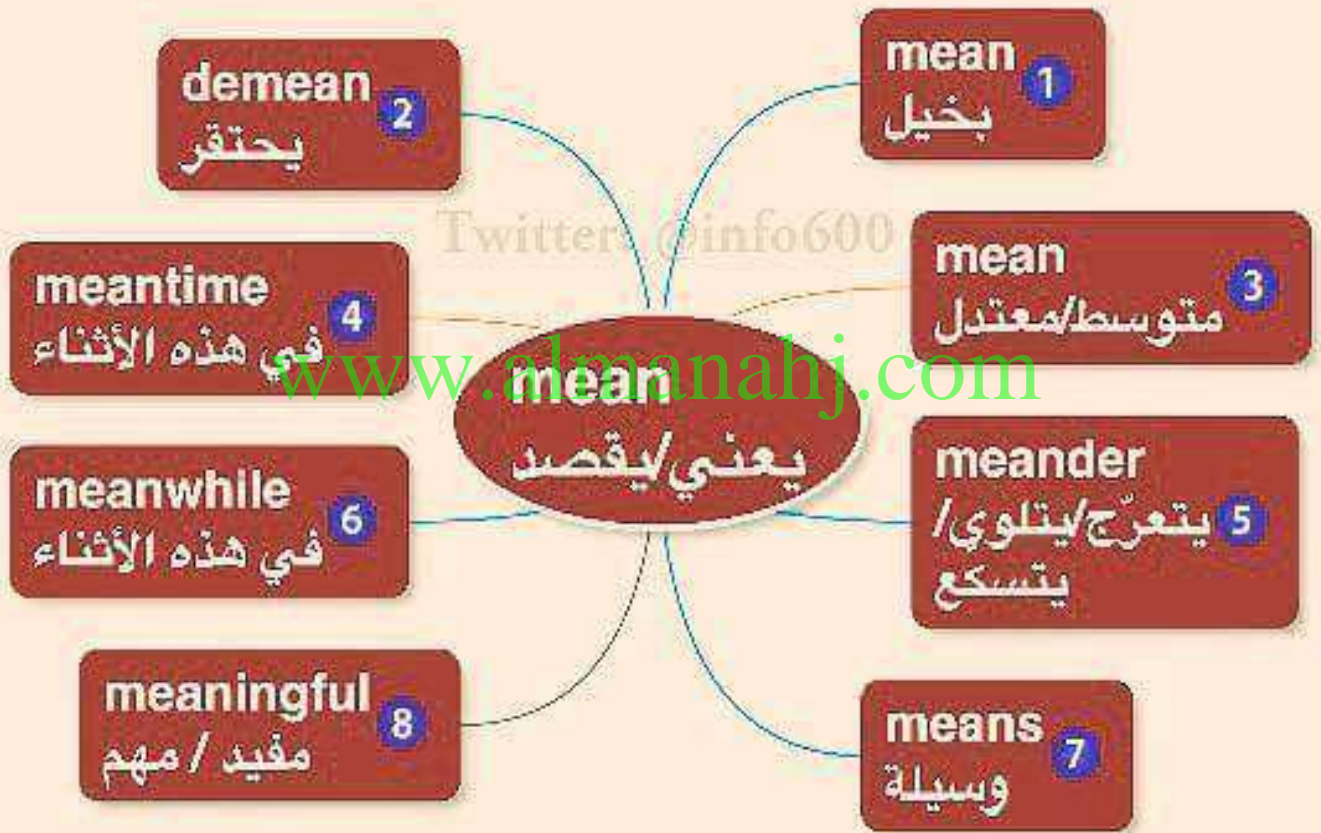 mean
بخيل
1
demean
يحتقر
2
Twitter: @info600
mean
متوسط/معتدل
3
meantime
في هذه الأثناء
4
www.almanahj.com
mean
يعني/يقصد
meander
يتعرّج/يتلوي/
يتسكع
5
meanwhile
في هذه الأثناء
6
means
وسيلة
7
meaningful
مفيد / مهم
8